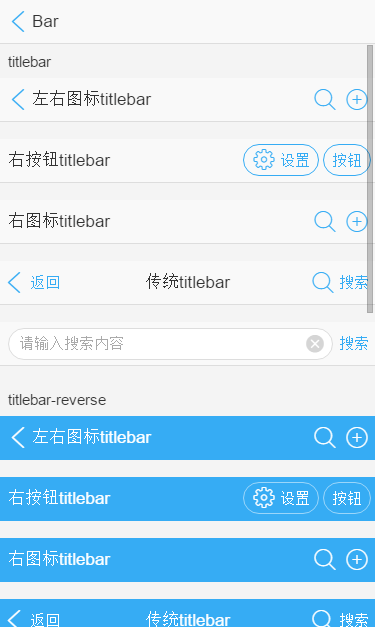 Bar
titlebar
左右图标titlebar
右按钮titlebar 设置 按钮
右图标titlebar
返回 传统titlebar 搜索
请输入搜索内容 搜索
titlebar-reverse
左右图标titlebar
右按钮titlebar 设置 按钮
右图标titlebar
返回 传统titlebar 搜索